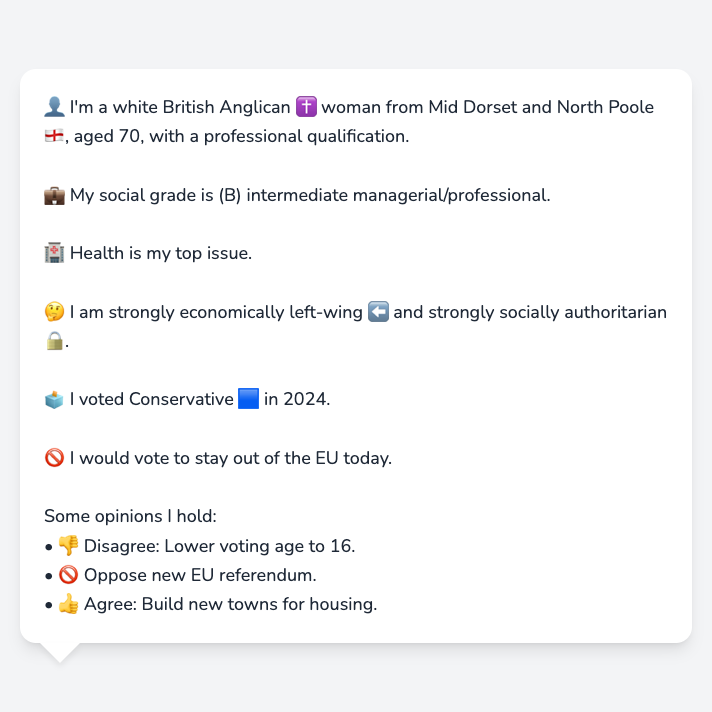 👤 I'm a white British Anglican ✝️ woman from Mid Dorset and North Poole
🏴󠁧󠁢󠁥󠁮󠁧󠁿, aged 70, with a professional qualification.
💼 My social grade is (B) intermediate managerial/professional.
🏥 Health is my top issue.
🤔 I am strongly economically left-wing ⬅️ and strongly socially authoritarian
🔒.
🗳️ I voted Conservative 🟦 in 2024.
🚫 I would vote to stay out of the EU today.
Some opinions I hold:
• 👎 Disagree: Lower voting age to 16.
• 🚫 Oppose new EU referendum.
• 👍 Agree: Build new towns for housing.